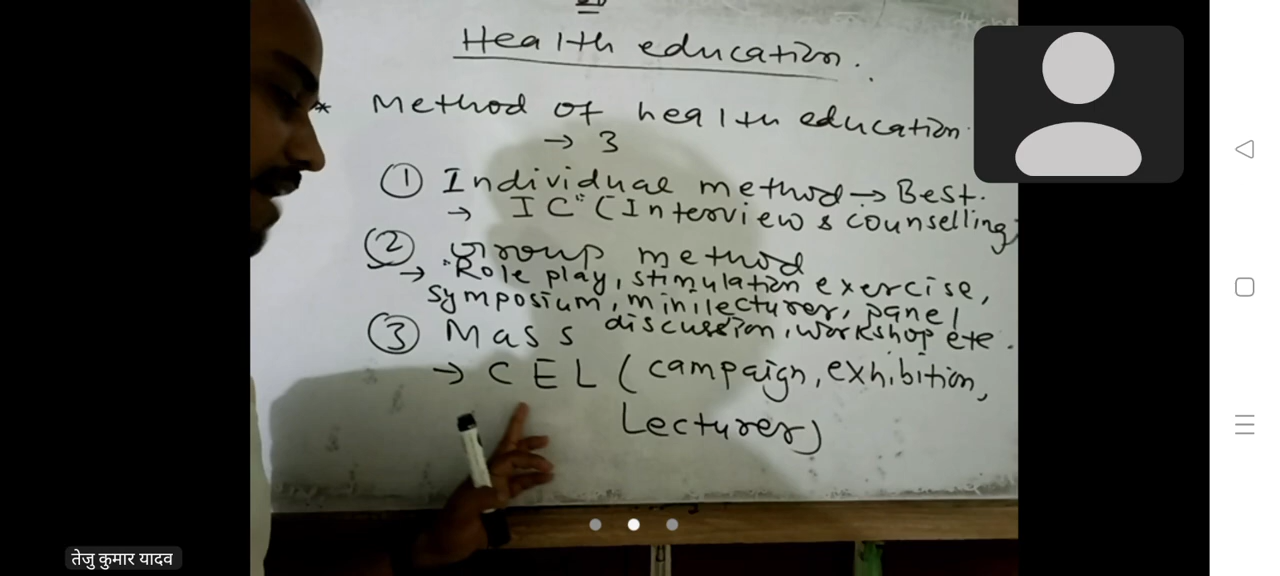 Health education.
* Method of health education
→ 3
① Individual method → Best.
→ IC" (Interview & counselling)
② Group method
→ "Role play, stimulation exercise,
symposium, minilecturer, panel
discussion, workshop etc.
③ Mass
→ CEL (campaign, exhibition,
Lecturer)
तेजु कुमार यादव